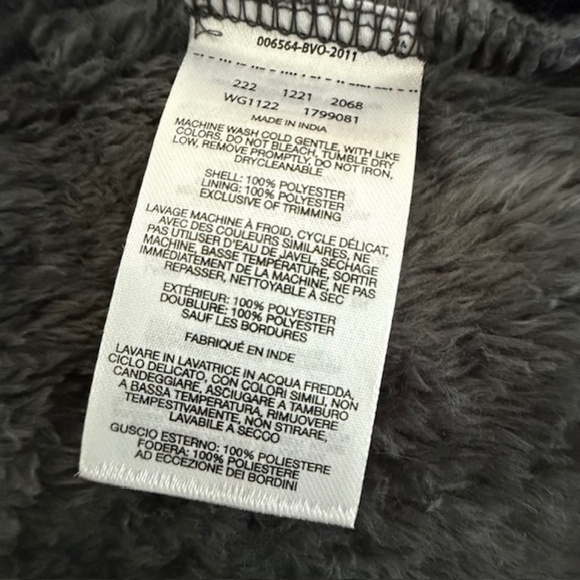 006564-BVO-2011
222 1221 2068
WG1122 1799081
MADE IN INDIA
MACHINE WASH COLD GENTLE, WITH LIKE
COLORS, DO NOT BLEACH, TUMBLE DRY
LOW, REMOVE PROMPTLY, DO NOT IRON,
DRYCLEANABLE
SHELL: 100% POLYESTER
LINING: 100% POLYESTER
EXCLUSIVE OF TRIMMING
LAVAGE MACHINE À FROID, CYCLE DÉLICAT,
AVEC DES COULEURS SIMILAIRES, NE
PAS UTILISER D'EAU DE JAVEL, SÉCHAGE
MACHINE, BASSE TEMPÉRATURE, SORTIR
IMMÉDIATEMENT DE LA MACHINE, NE PAS
REPASSER, NETTOYABLE À SEC
EXTÉRIEUR: 100% POLYESTER
DOUBLURE: 100% POLYESTER
SAUF LES BORDURES
FABRIQUÉ EN INDE
LAVARE IN LAVATRICE IN ACQUA FREDDA,
CICLO DELICATO, CON COLORI SIMILI, NON
CANDEGGIARE, ASCIUGARE A TAMBURO
A BASSA TEMPERATURA, RIMUOVERE
TEMPESTIVAMENTE, NON STIRARE,
LAVABILE A SECCO
GUSCIO ESTERNO: 100% POLIESTERE
FODERA: 100% POLIESTERE
AD ECCEZIONE DEI BORDINI